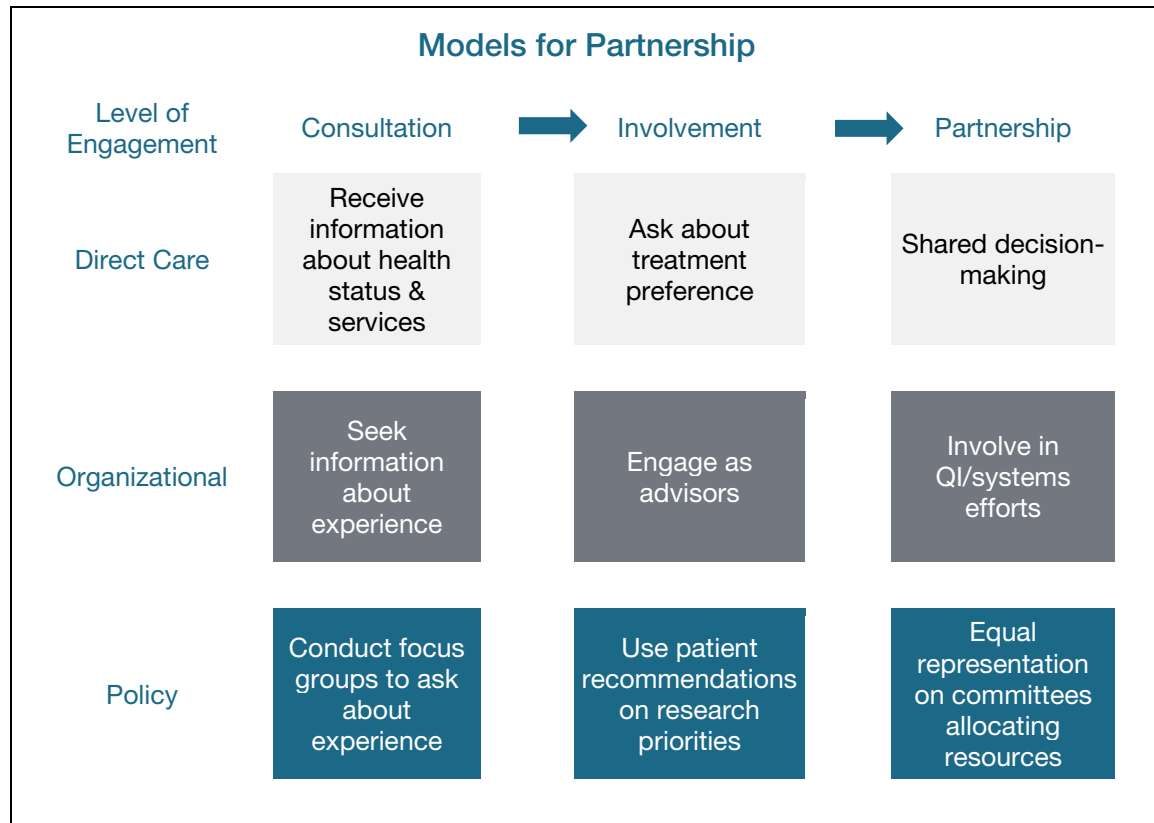 Models for Partnership
Level of
Engagement
Consultation
Involvement
Partnership
Direct Care
Receive
information
about health
status &
services
Ask about
treatment
preference
Shared decision-
making
Organizational
Seek
information
about
experience
Engage as
advisors
Involve in
QI/systems
efforts
Policy
Conduct focus
groups to ask
about
experience
Use patient
recommendations
on research
priorities
Equal
representation
on committees
allocating
resources